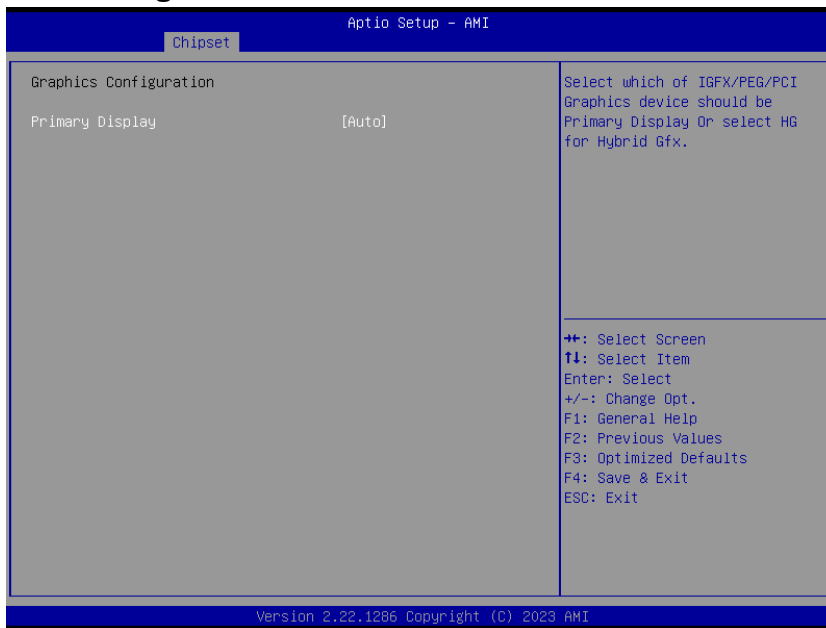 Aptio Setup – AMI
Chipset
Graphics Configuration
Primary Display [Auto]
Select which of IGFX/PEG/PCI
Graphics device should be
Primary Display Or select HG
for Hybrid Gfx.
→←: Select Screen
↑↓: Select Item
Enter: Select
+/-: Change Opt.
F1: General Help
F2: Previous Values
F3: Optimized Defaults
F4: Save & Exit
ESC: Exit
Version 2.22.1286 Copyright (C) 2023 AMI